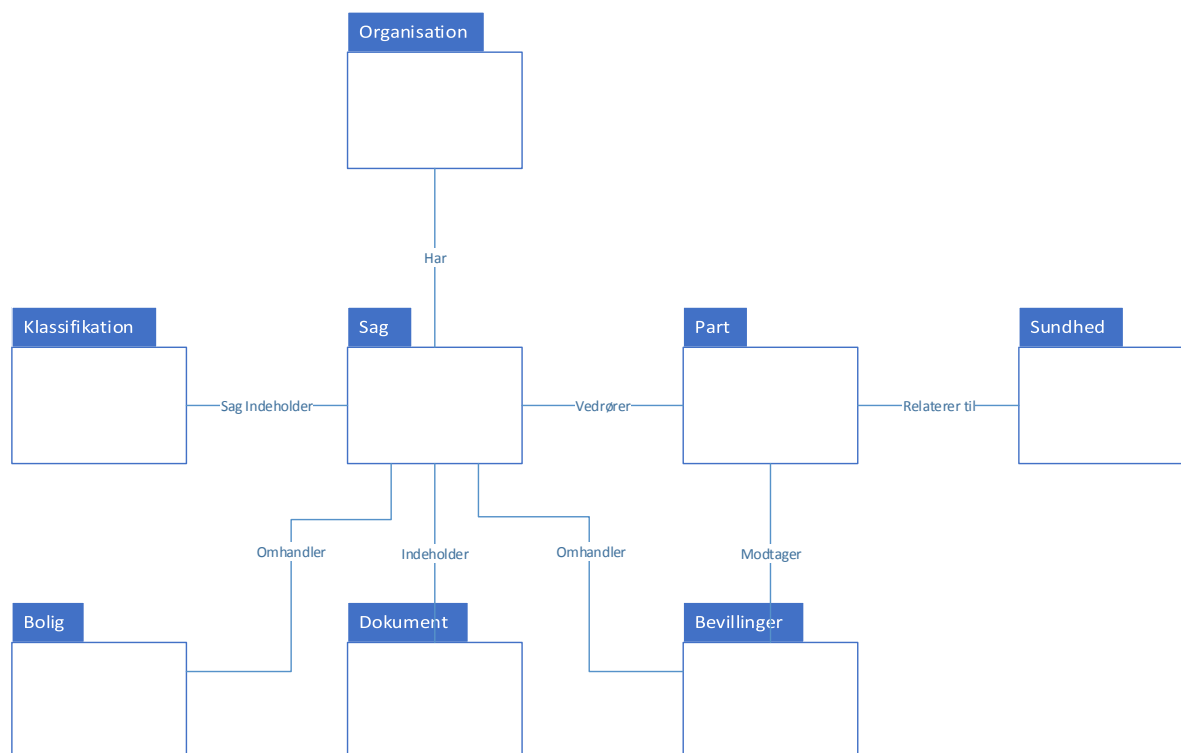 Organisation
Har
Klassifikation
Sag
Part
Sundhed
Sag Indeholder
Vedrører
Relaterer til
Omhandler
Indeholder
Omhandler
Modtager
Bolig
Dokument
Bevillinger